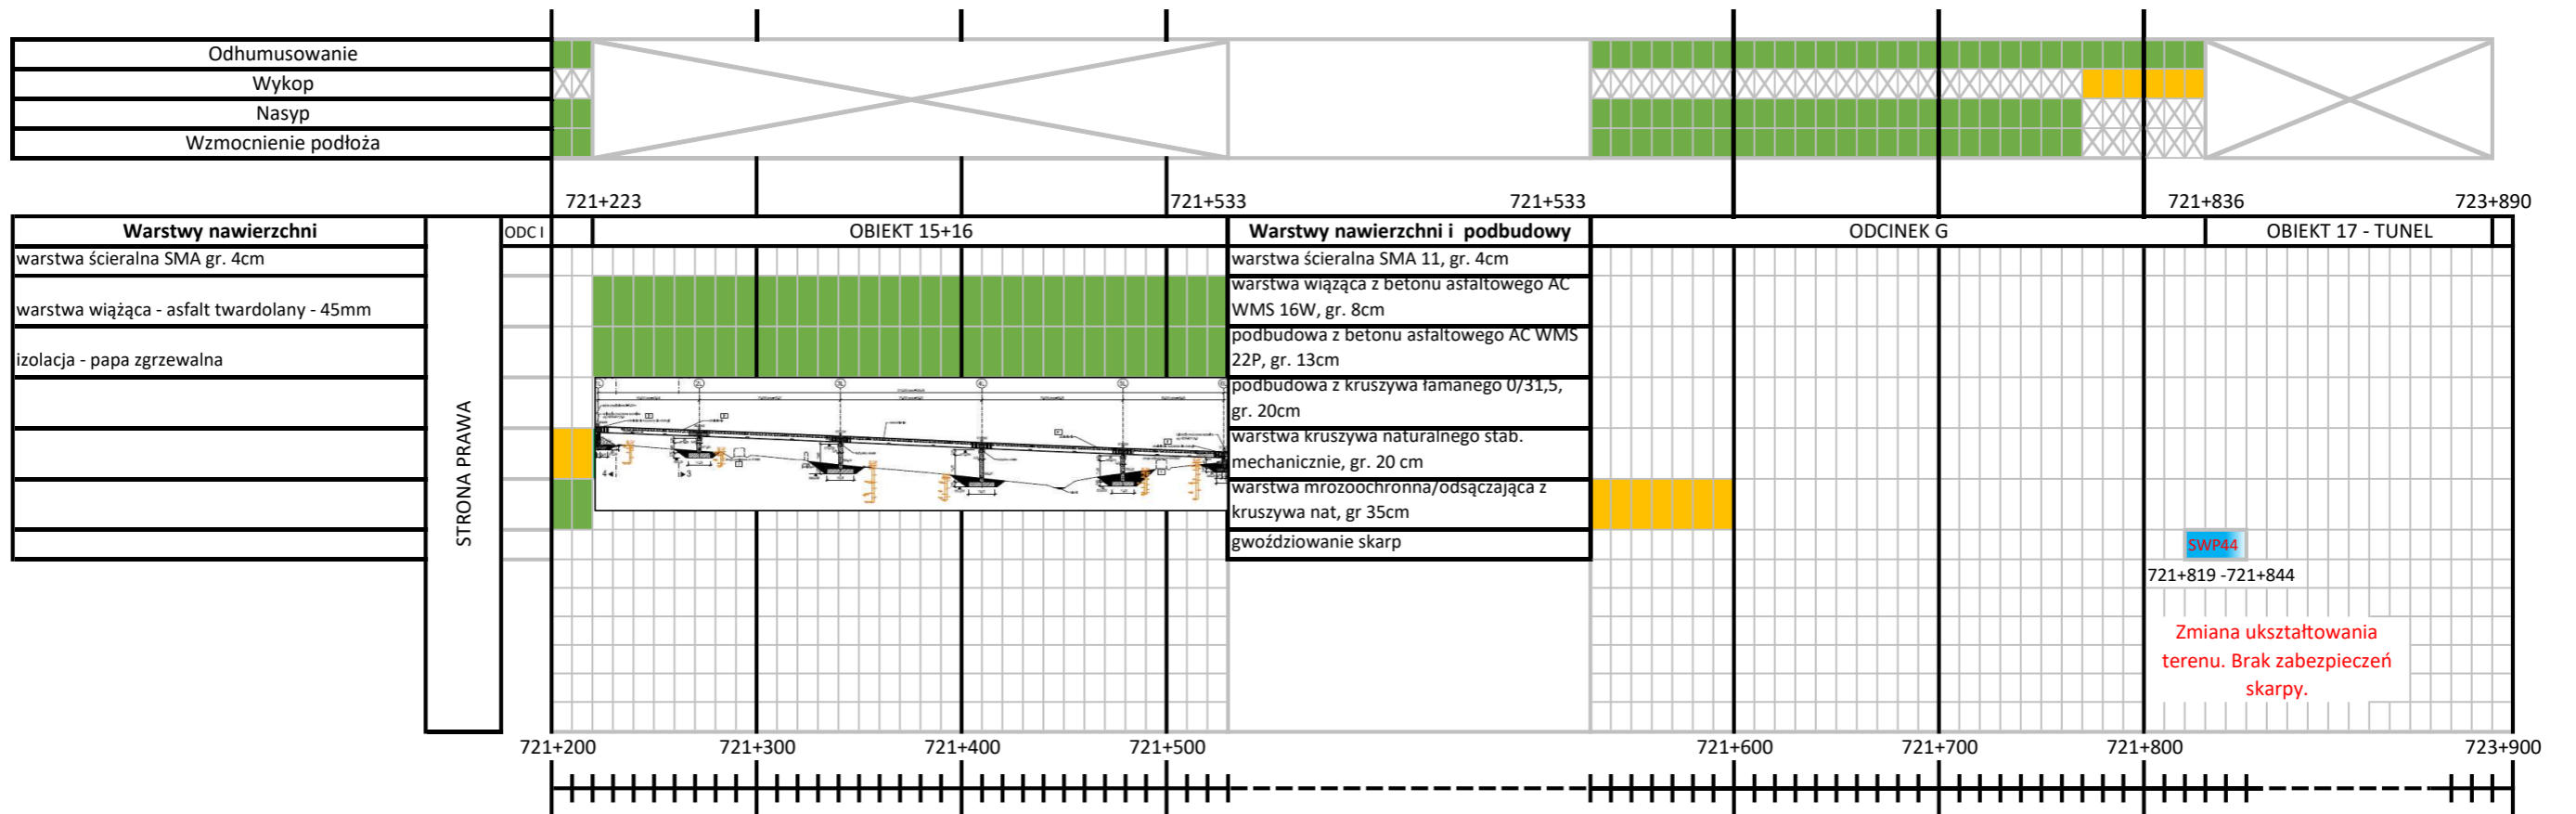 Odhumusowanie
Wykop
Nasyp
Wzmocnienie podłoża
721+223
721+533
721+533
721+836
723+890
Warstwy nawierzchni
STRONA PRAWA
ODC I
OBIEKT 15+16
Warstwy nawierzchni i podbudowy
ODCINEK G
OBIEKT 17 - TUNEL
warstwa ścieralna SMA gr. 4cm
warstwa wiążąca - asfalt twardolany - 45mm
izolacja - papa zgrzewalna
warstwa ścieralna SMA 11, gr. 4cm
warstwa wiążąca z betonu asfaltowego AC
WMS 16W, gr. 8cm
podbudowa z betonu asfaltowego AC WMS
22P, gr. 13cm
podbudowa z kruszywa łamanego 0/31,5,
gr. 20cm
warstwa kruszywa naturalnego stab.
mechanicznie, gr. 20 cm
warstwa mrozoochronna/odsączająca z
kruszywa nat, gr 35cm
gwoździowanie skarp
SWP44
721+819 -721+844
Zmiana ukształtowania
terenu. Brak zabezpieczeń
skarpy.
721+200
721+300
721+400
721+500
721+600
721+700
721+800
723+900